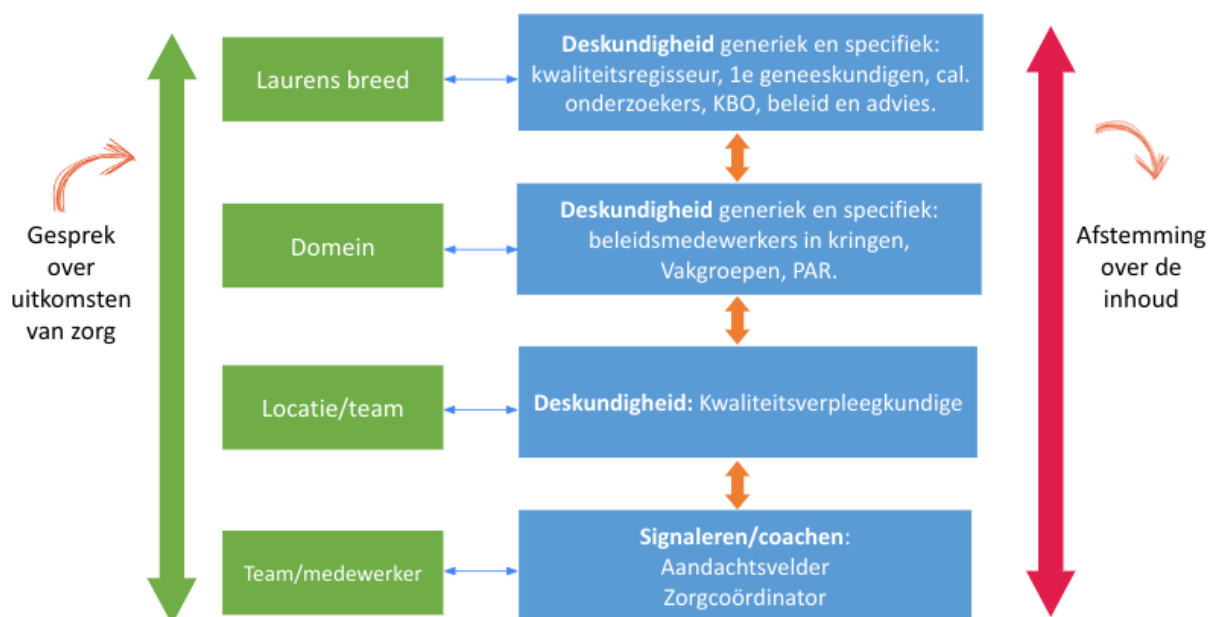 Laurens breed
Deskundigheid generiek en specifiek:
kwaliteitsregisseur, 1e geneeskundigen, cal.
onderzoekers, KBO, beleid en advies.
Gesprek
over
uitkomsten
van zorg
Domein
Deskundigheid generiek en specifiek:
beleidsmedewerkers in kringen,
Vakgroepen, PAR.
Afstemming
over de
inhoud
Locatie/team
Deskundigheid: Kwaliteitsverpleegkundige
Team/medewerker
Signaleren/coachen:
Aandachtsvelder
Zorgcoördinator